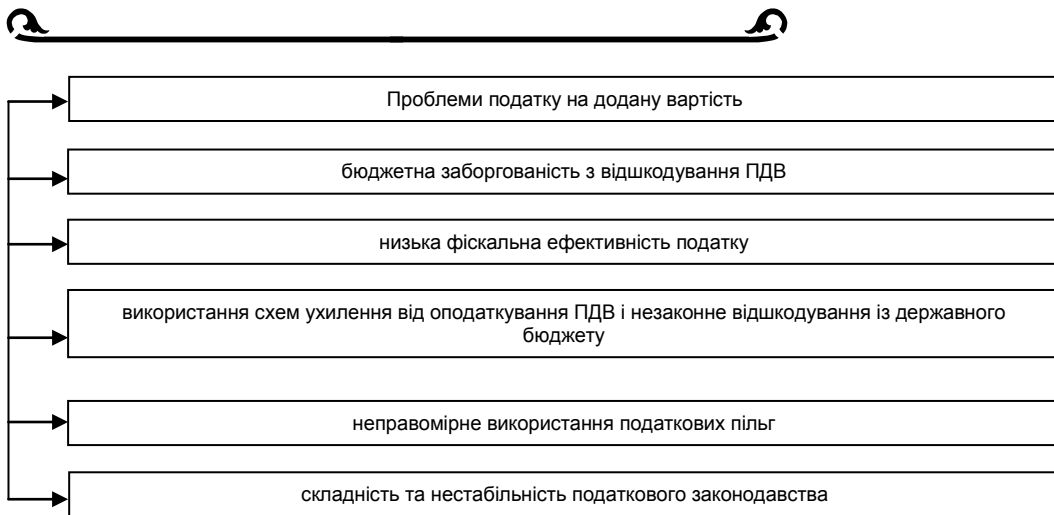 Проблеми податку на додану вартість
бюджетна заборгованість з відшкодування ПДВ
низька фіскальна ефективність податку
використання схем ухилення від оподаткування ПДВ і незаконне відшкодування із державного
бюджету
неправомірне використання податкових пільг
складність та нестабільність податкового законодавства